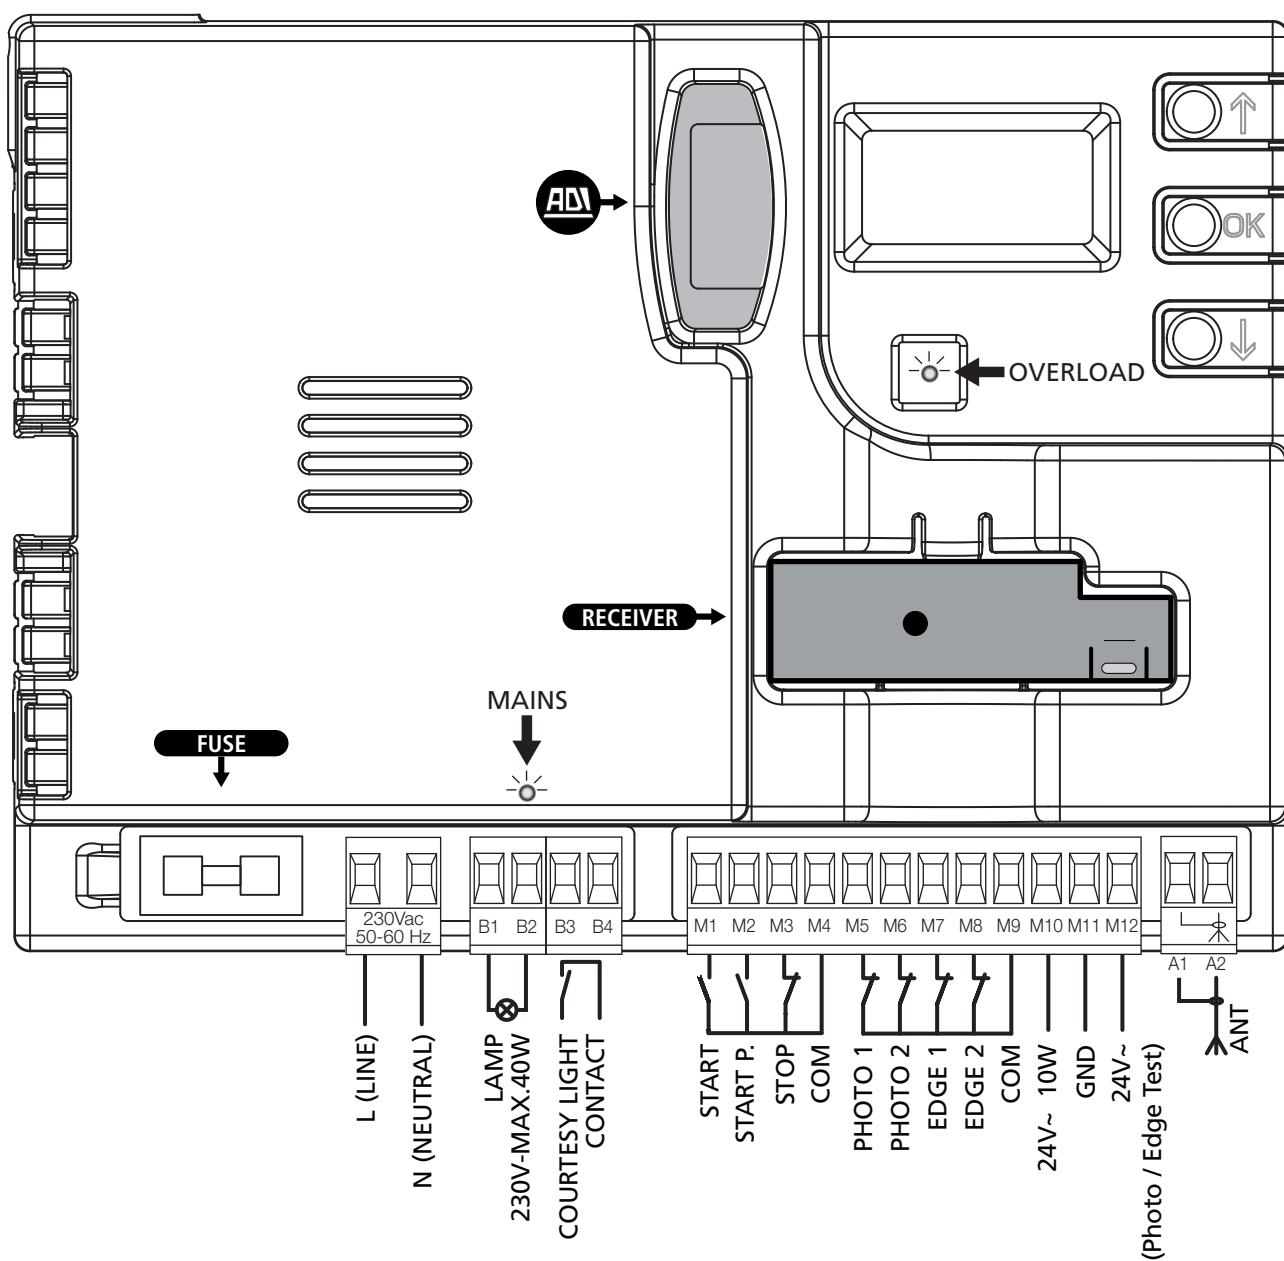 ADI
OK
OVERLOAD
RECEIVER
MAINS
FUSE
230Vac
50-60 Hz
B1 B2 B3 B4
M1 M2 M3 M4 M5 M6 M7 M8 M9 M10 M11 M12
A1 A2
L (LINE)
N (NEUTRAL)
LAMP
230V-MAX.40W
COURTESY LIGHT
CONTACT
START
START P.
STOP
COM
PHOTO 1
PHOTO 2
EDGE 1
EDGE 2
COM
24V~ 10W
GND
24V~
(Photo / Edge Test)
ANT